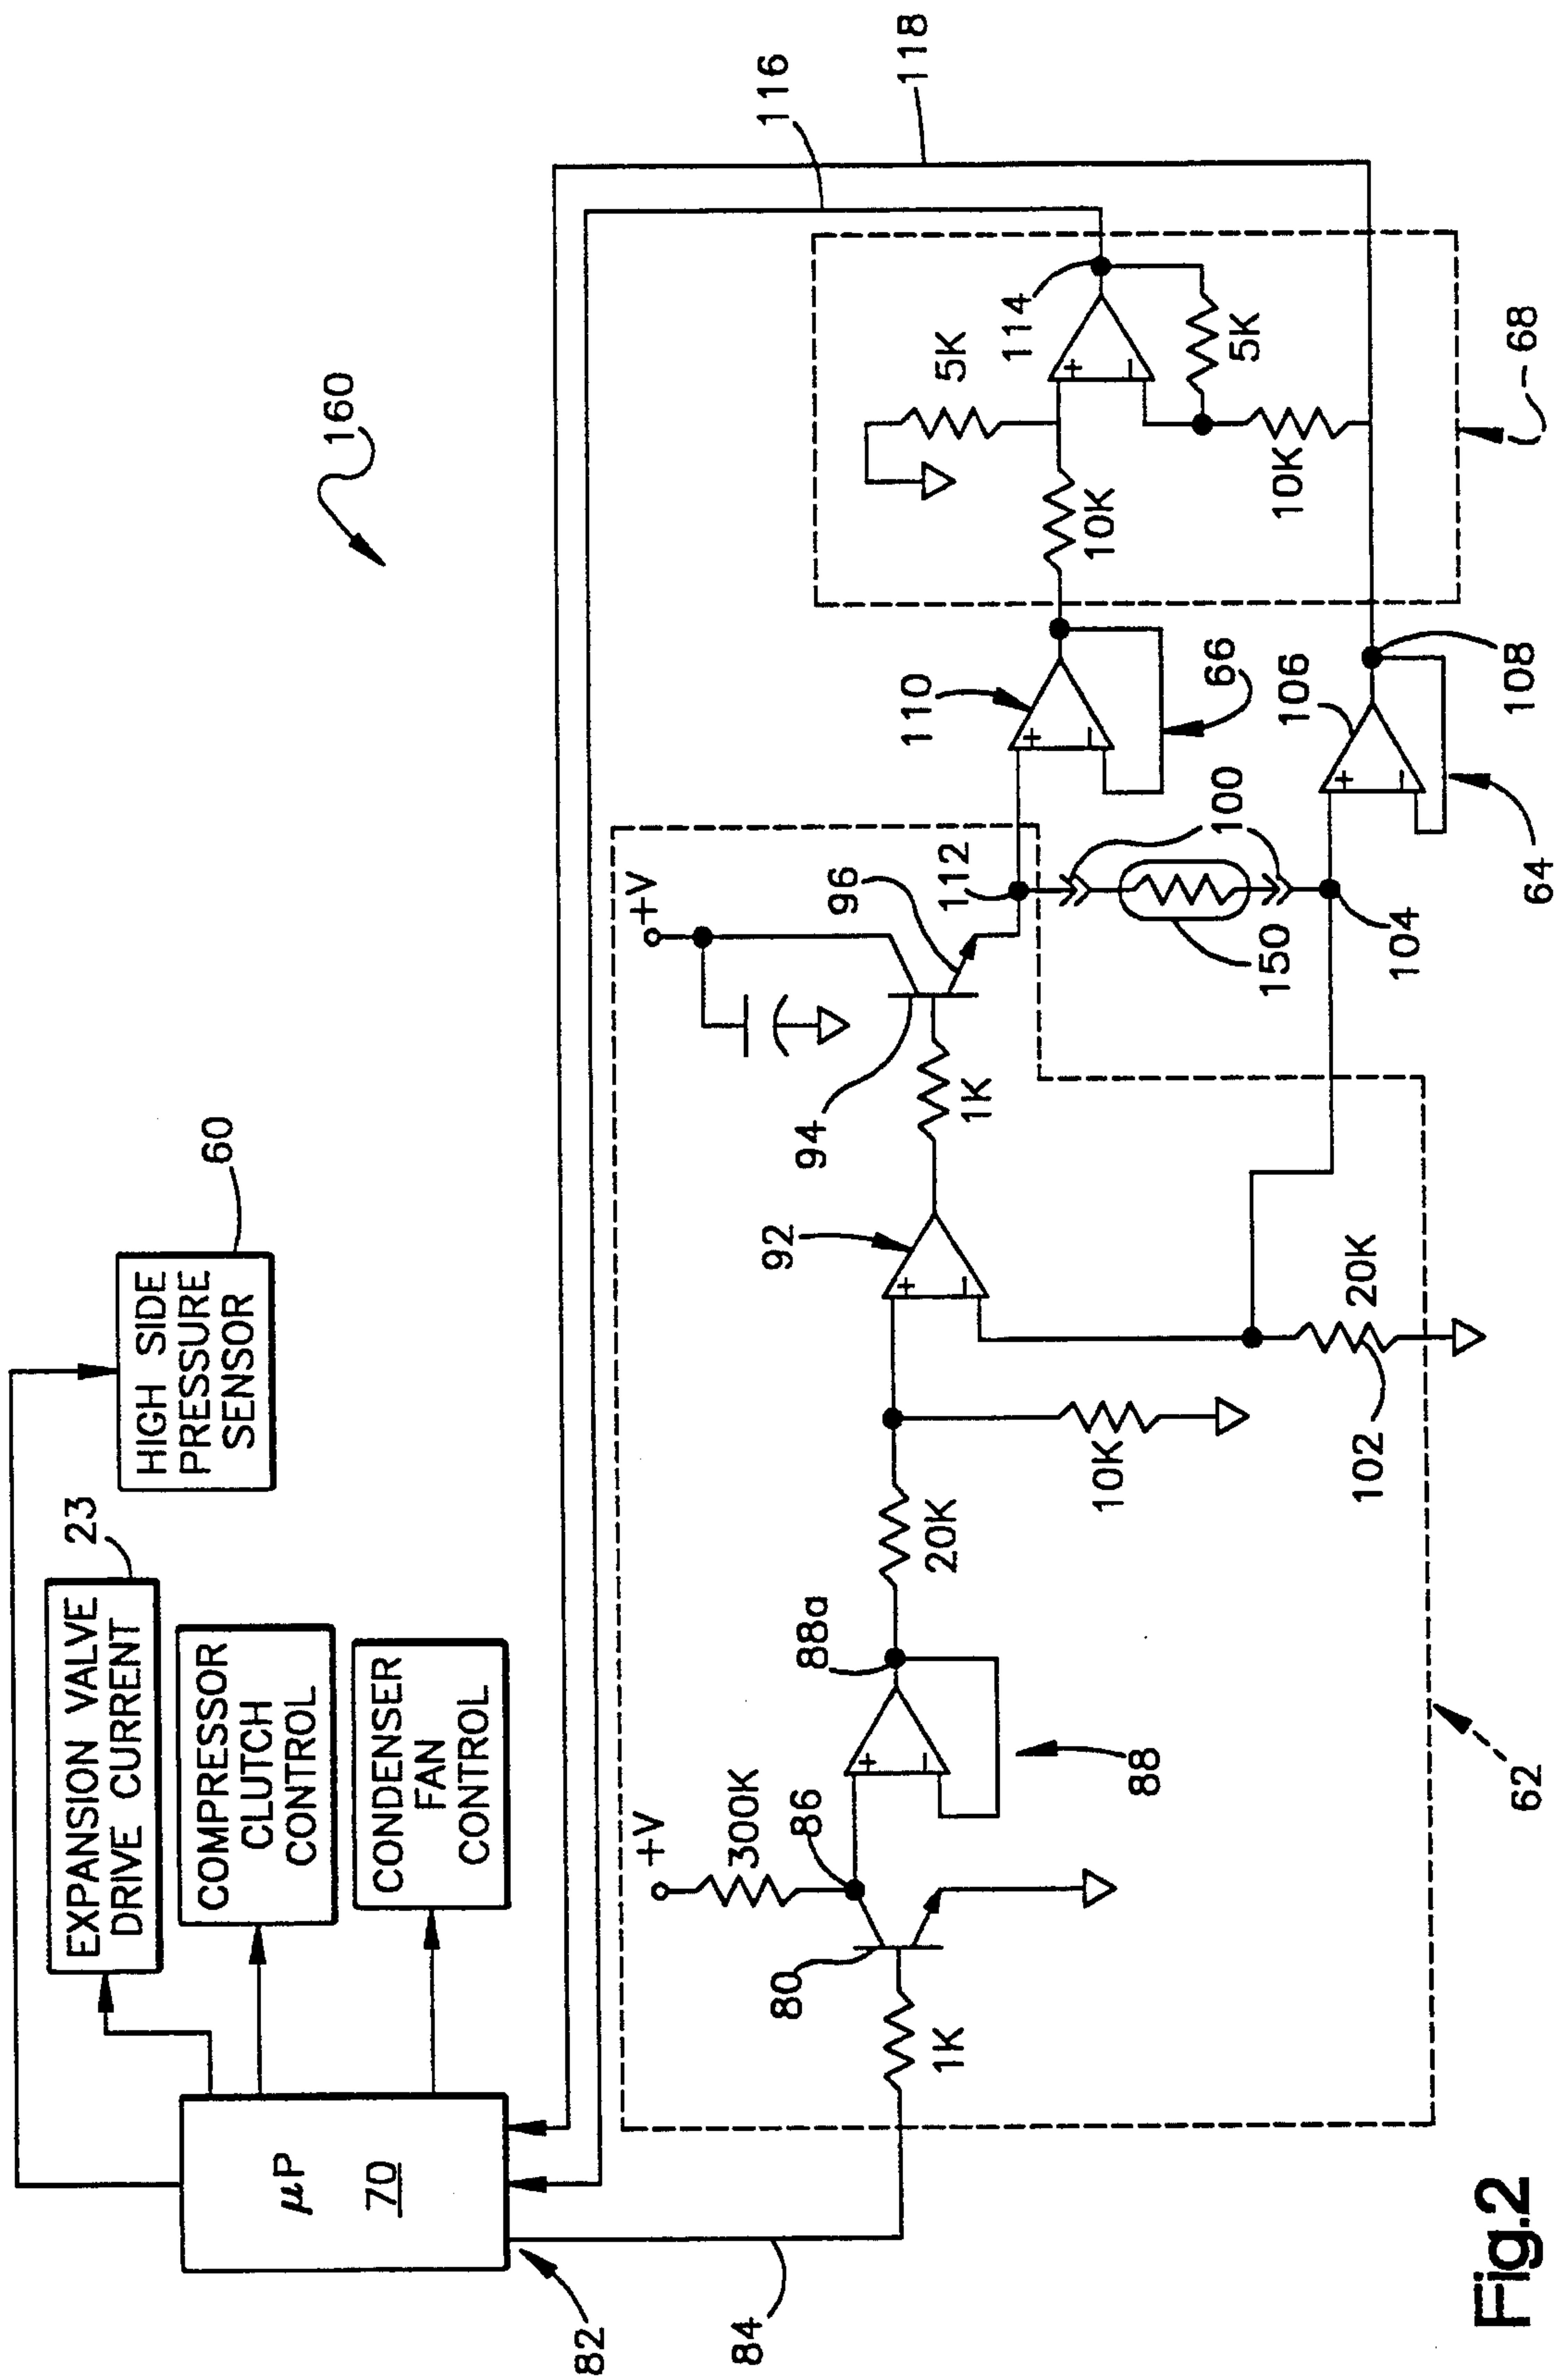 160
116
118
EXPANSION VALVE
DRIVE CURRENT
23
HIGH SIDE
PRESSURE
SENSOR
60
COMPRESSOR
CLUTCH
CONTROL
CONDENSER
FAN
CONTROL
μP
70
82
84
+V
300K
86
80
1K
+
−
88
88a
20K
10K
92
+
−
20K
102
62
1K
94
96
+V
112
100
150
104
110
+
−
66
106
+
−
108
64
10K
5K
114
+
−
5K
10K
68
Fig.2